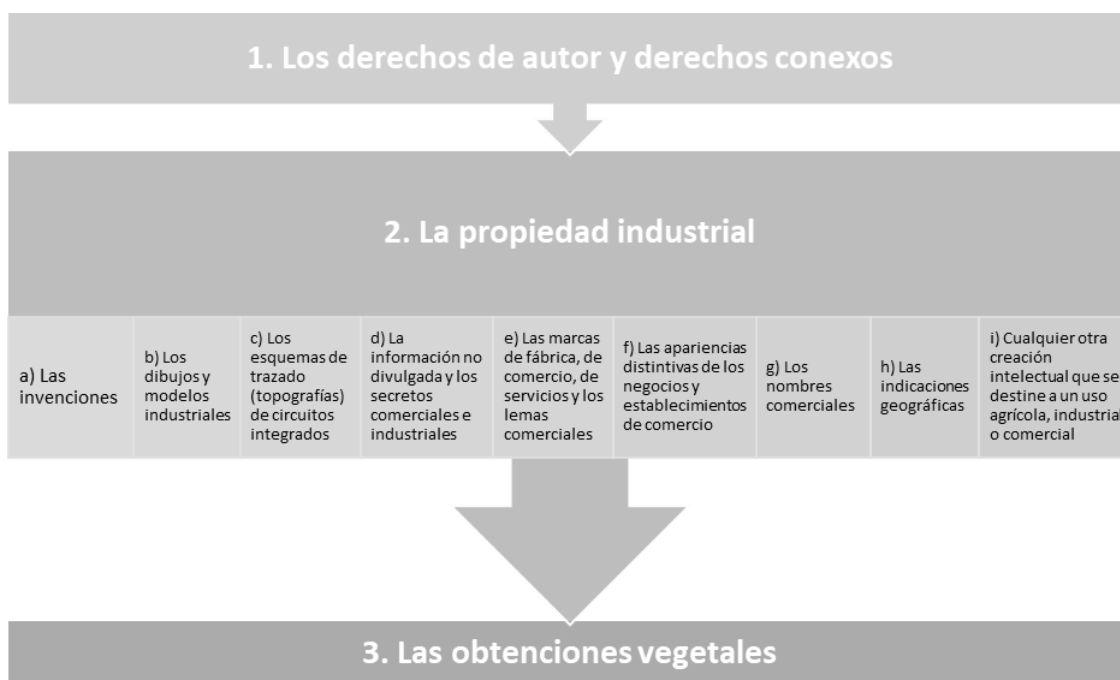 1. Los derechos de autor y derechos conexos
2. La propiedad industrial
a) Las
invenciones
b) Los
dibujos y
modelos
industriales
c) Los
esquemas de
trazado
(topografías)
de circuitos
integrados
d) La
información no
divulgada y los
secretos
comerciales e
industriales
e) Las marcas
de fábrica, de
comercio, de
servicios y los
lemas
comerciales
f) Las apariencias
distintivas de los
negocios y
establecimientos
de comercio
g) Los
nombres
comerciales
h) Las
indicaciones
geográficas
i) Cualquier otra
creación
intelectual que se
destine a un uso
agrícola, industrial
o comercial
3. Las obtenciones vegetales